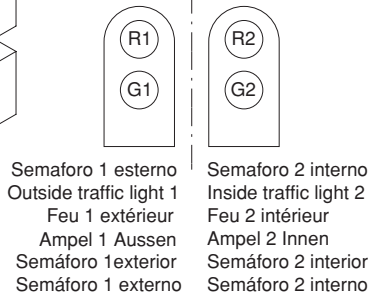 R1 R2
G1 G2
Semaforo 1 esterno Semaforo 2 interno
Outside traffic light 1 Inside traffic light 2
Feu 1 extérieur Feu 2 intérieur
Ampel 1 Aussen Ampel 2 Innen
Semáforo 1exterior Semáforo 2 interior
Semáforo 1 externo Semáforo 2 interno